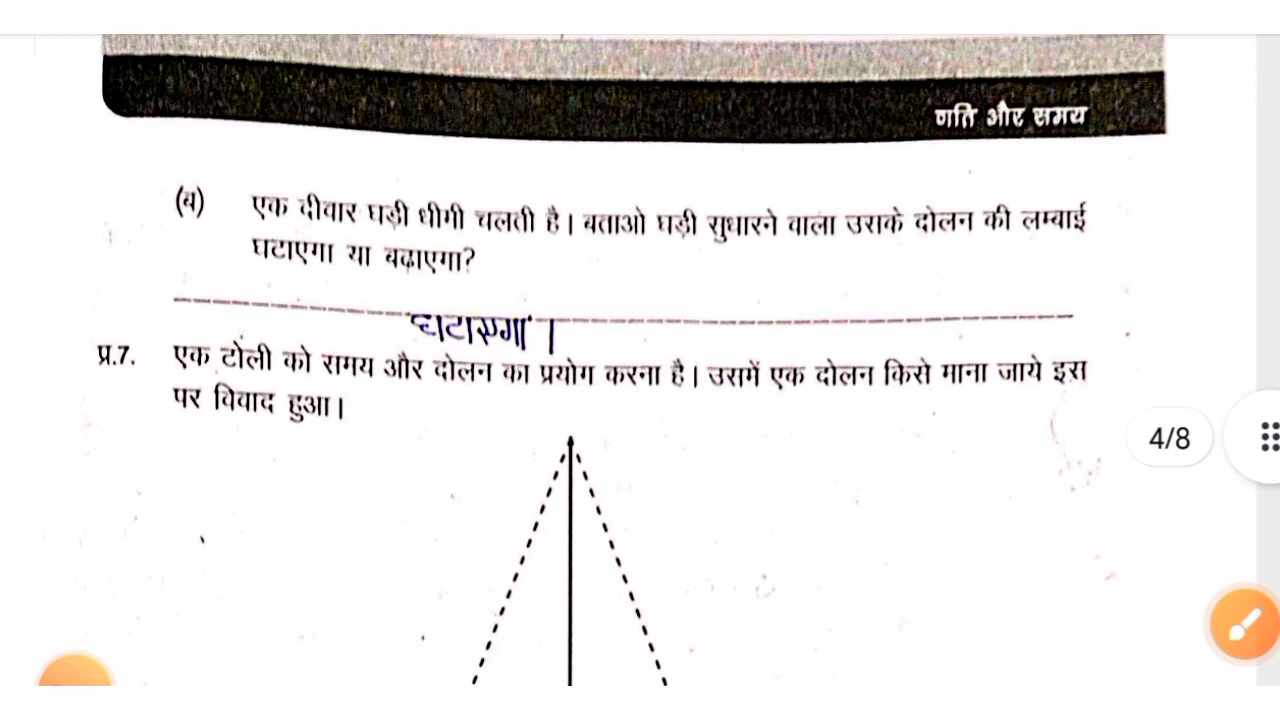 गति और समय
(ब) एक दीवार घड़ी धीमी चलती है। बताओ घड़ी सुधारने वाला उसके दोलन की लम्बाई
घटाएगा या बढ़ाएगा?
घटाएगा।
प्र.7. एक टोली को समय और दोलन का प्रयोग करना है। उसमें एक दोलन किसे माना जाये इस
पर विवाद हुआ।
4/8